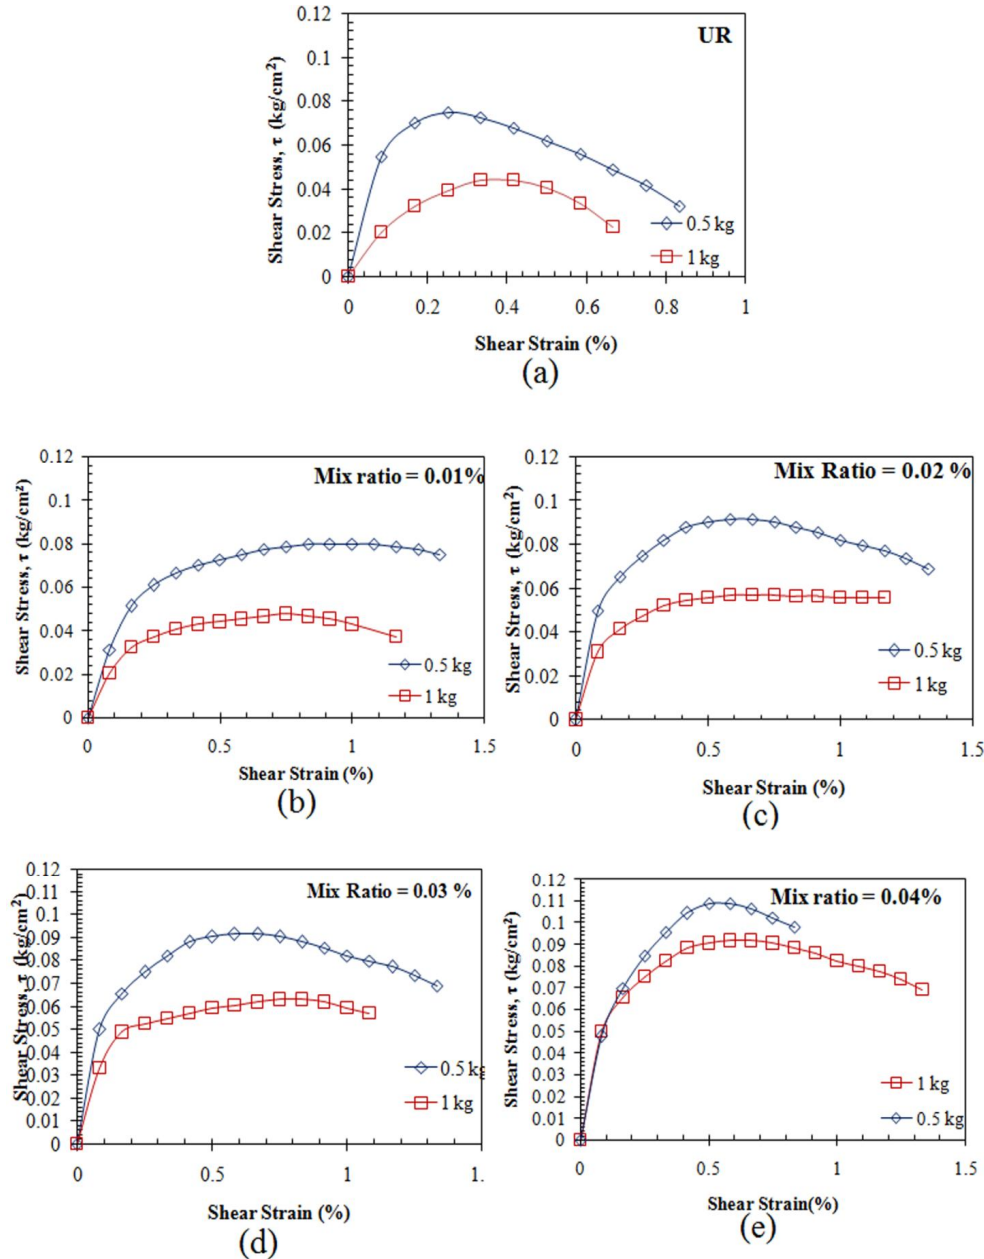 0.12
UR
0.1
0.08
0.06
0.04
0.02
0
Shear Stress, τ (kg/cm²)
0.5 kg
1 kg
0 0.2 0.4 0.6 0.8 1
Shear Strain (%)
(a)
0.12
Mix ratio = 0.01%
0.1
0.08
0.06
0.04
0.02
0
Shear Stress, τ (kg/cm²)
0.5 kg
1 kg
0 0.5 1 1.5
Shear Strain (%)
(b)
0.12
Mix Ratio = 0.02 %
0.1
0.08
0.06
0.04
0.02
0
Shear Stress, τ (kg/cm²)
0.5 kg
1 kg
0 0.5 1 1.5
Shear Strain (%)
(c)
0.12
Mix Ratio = 0.03 %
0.11
0.1
0.09
0.08
0.07
0.06
0.05
0.04
0.03
0.02
0.01
0
Shear Stress, τ (kg/cm²)
0.5 kg
1 kg
0 0.5 1 1.
Shear Strain (%)
(d)
0.12
Mix ratio = 0.04%
0.11
0.1
0.09
0.08
0.07
0.06
0.05
0.04
0.03
0.02
0.01
0
Shear Stress, τ (kg/cm²)
1 kg
0.5 kg
0 0.5 1 1.5
Shear Strain(%)
(e)